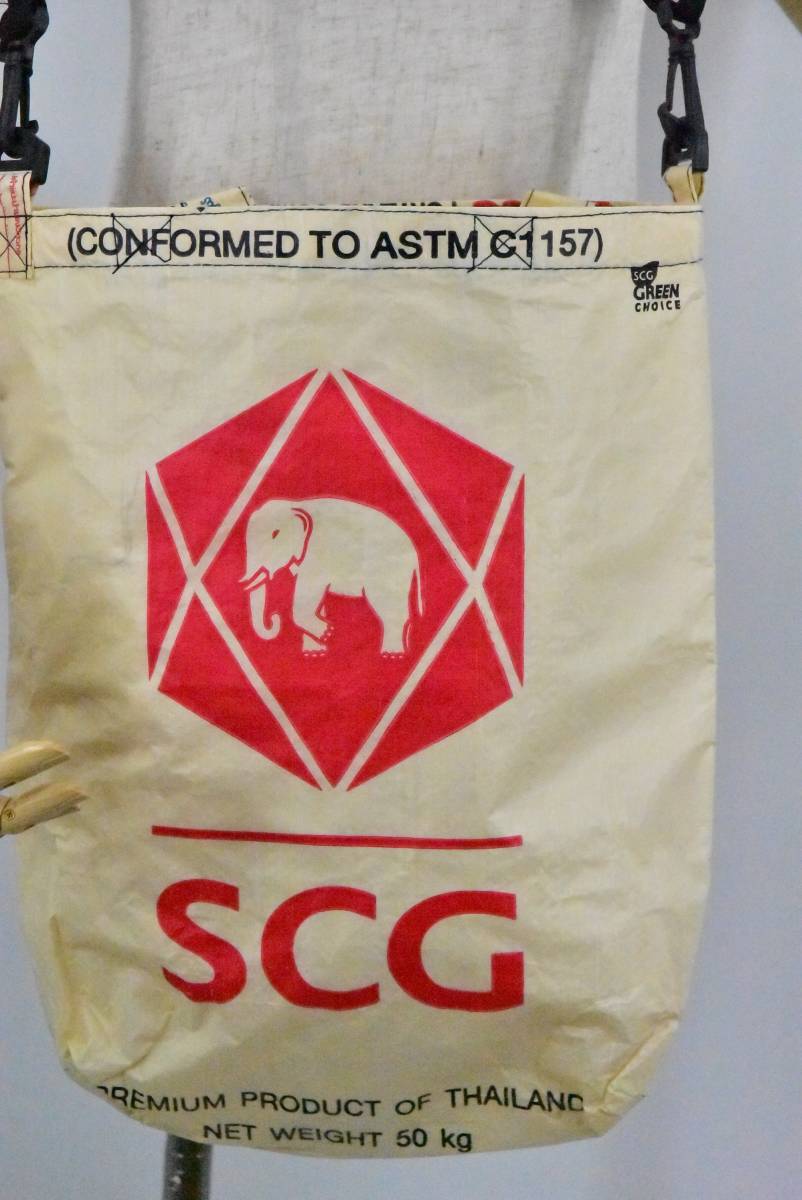 (CONFORMED TO ASTM C1157)
SCG
GREEN
CHOICE
SCG
PREMIUM PRODUCT OF THAILAND
NET WEIGHT 50 kg